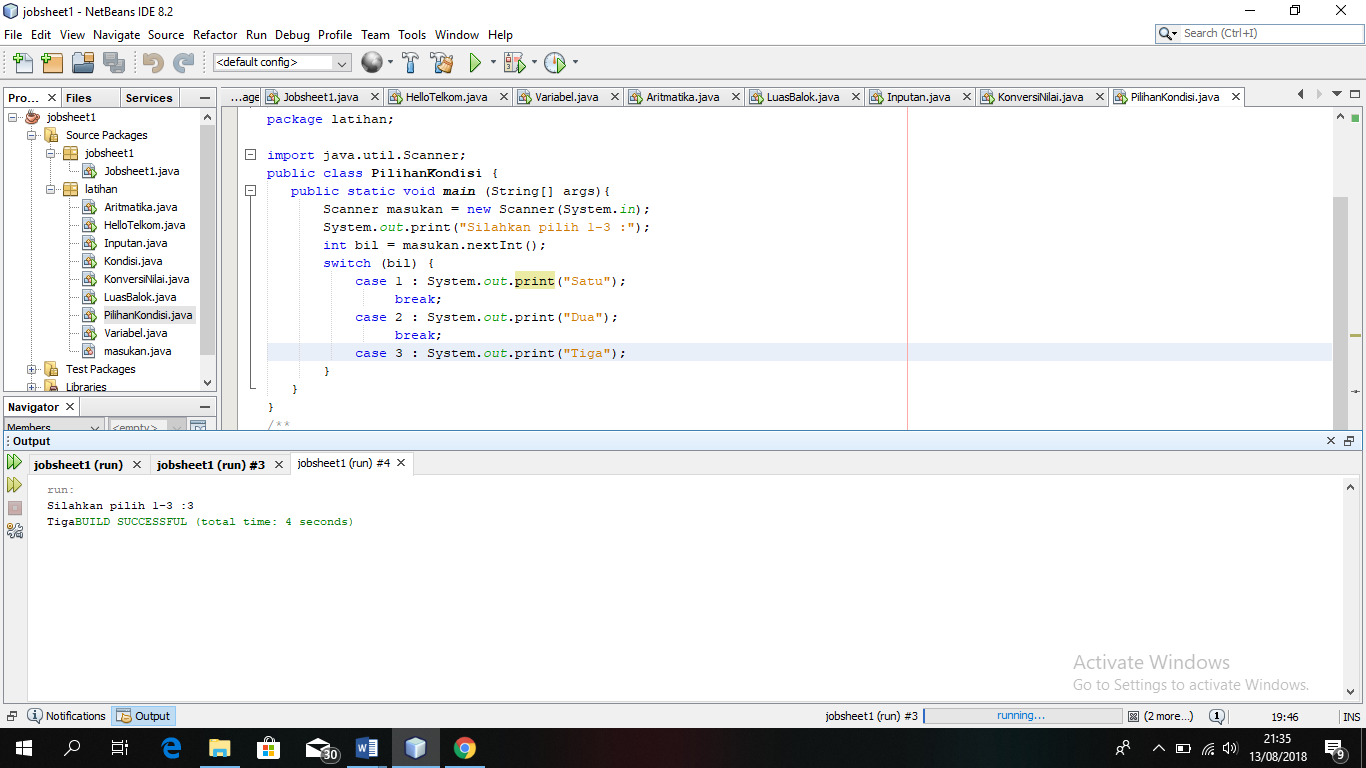 jobsheet1 - NetBeans IDE 8.2
File Edit View Navigate Source Refactor Run Debug Profile Team Tools Window Help
Search (Ctrl+I)
<default config>
Pro... Files Services
...age Jobsheet1.java HelloTelkom.java Variabel.java Aritmatika.java LuasBalok.java Inputan.java KonversiNilai.java PilihanKondisi.java
jobsheet1
Source Packages
jobsheet1
Jobsheet1.java
latihan
Aritmatika.java
HelloTelkom.java
Inputan.java
Kondisi.java
KonversiNilai.java
LuasBalok.java
PilihanKondisi.java
Variabel.java
masukan.java
Test Packages
Libraries
Navigator
Members <empty>
package latihan;
import java.util.Scanner;
public class PilihanKondisi {
public static void main (String[] args){
Scanner masukan = new Scanner(System.in);
System.out.print("Silahkan pilih 1-3 :");
int bil = masukan.nextInt();
switch (bil) {
case 1 : System.out.print("Satu");
break;
case 2 : System.out.print("Dua");
break;
case 3 : System.out.print("Tiga");
}
}
}
/**
Output
jobsheet1 (run) jobsheet1 (run) #3 jobsheet1 (run) #4
run:
Silahkan pilih 1-3 :3
TigaBUILD SUCCESSFUL (total time: 4 seconds)
Activate Windows
Go to Settings to activate Windows.
Notifications Output jobsheet1 (run) #3 running... (2 more...) 1 19:46 INS
30
21:35
13/08/2018
9